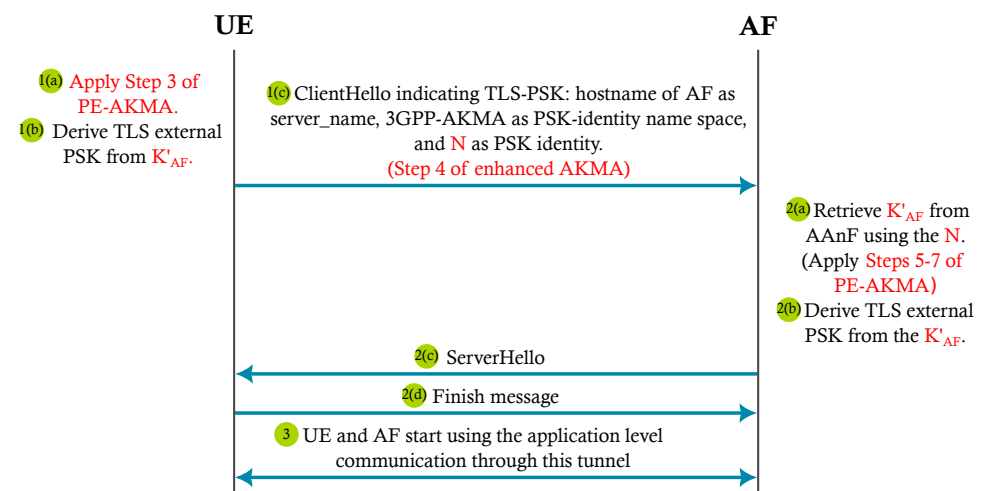 UE
AF
1(a) Apply Step 3 of
PE-AKMA.
1(b) Derive TLS external
PSK from K'AF.
1(c) ClientHello indicating TLS-PSK: hostname of AF as
server_name, 3GPP-AKMA as PSK-identity name space,
and N as PSK identity.
(Step 4 of enhanced AKMA)
2(a) Retrieve K'AF from
AAnF using the N.
(Apply Steps 5-7 of
PE-AKMA)
2(b) Derive TLS external
PSK from the K'AF.
2(c) ServerHello
2(d) Finish message
3 UE and AF start using the application level
communication through this tunnel